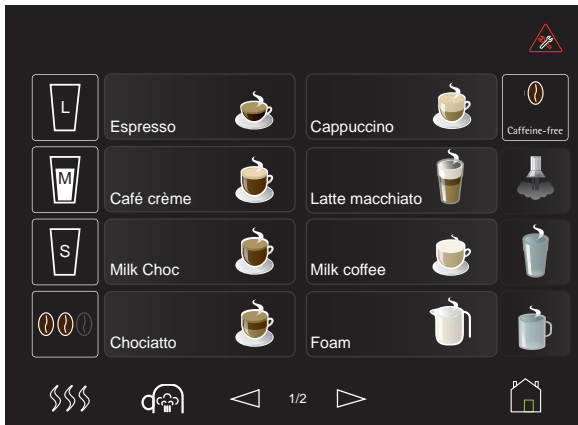 L
Espresso
Cappuccino
Caffeine-free
M
Café crème
Latte macchiato
S
Milk Choc
Milk coffee
Chociatto
Foam
1/2